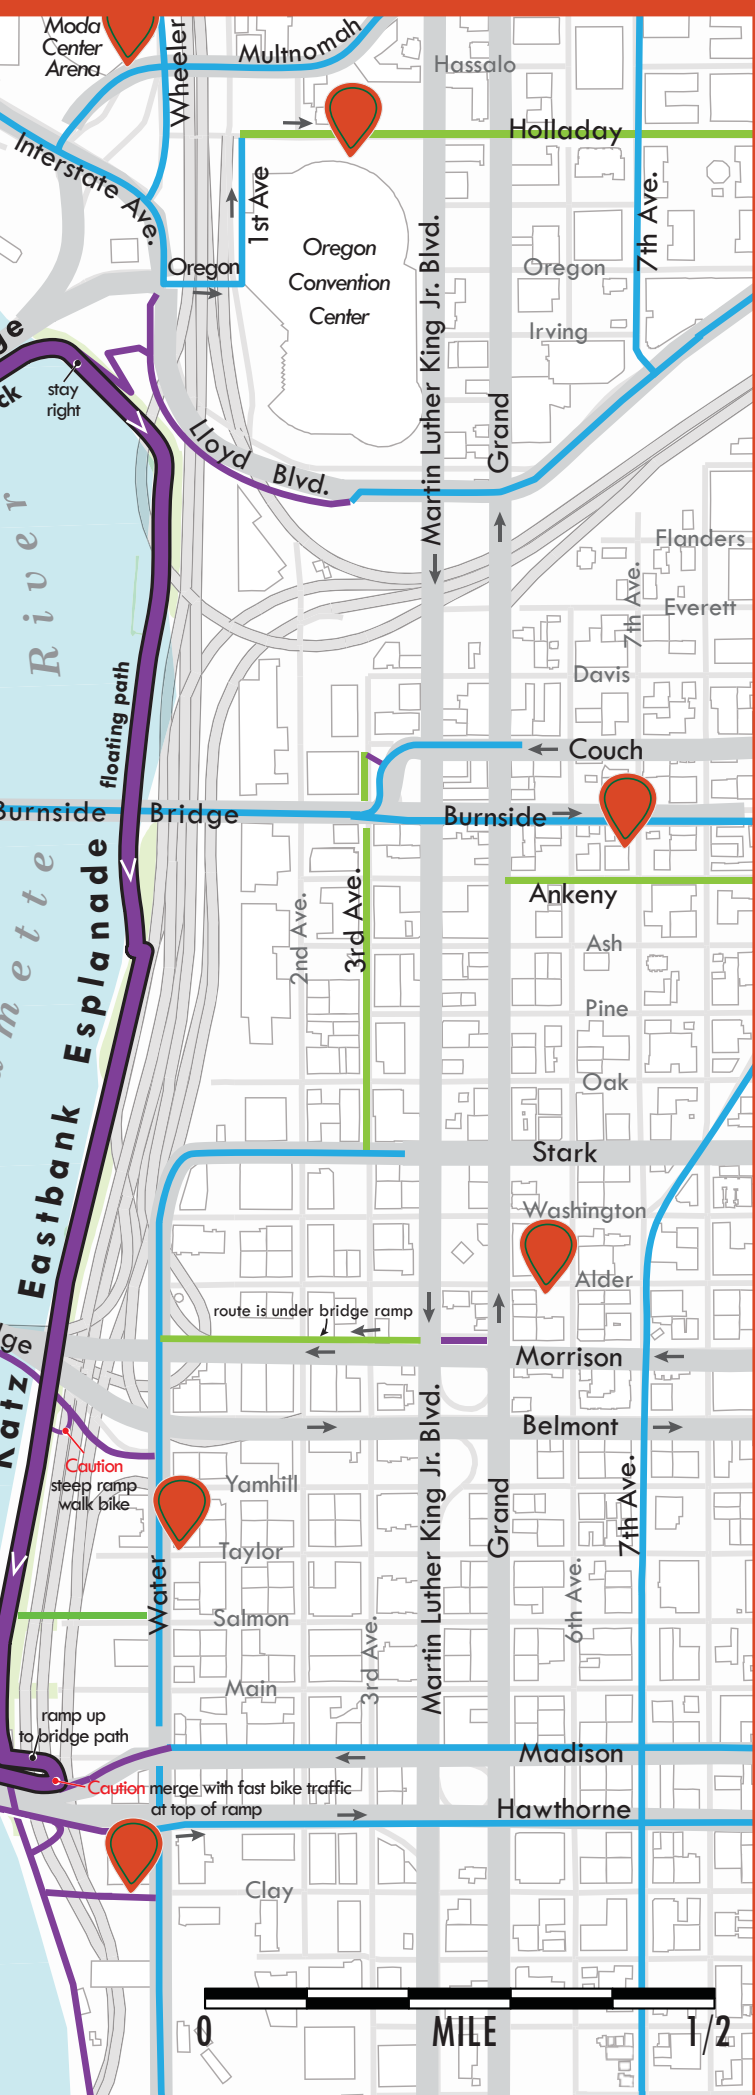 Moda
Center
Arena
Wheeler
Multnomah
Hassalo
Holladay
Interstate Ave.
1st Ave
7th Ave.
Oregon
Oregon
Convention
Center
Oregon
Irving
Martin Luther King Jr. Blvd.
Grand
ge
ck
stay
right
Lloyd Blvd.
River
Flanders
7th Ave.
Everett
Davis
floating path
Couch
Burnside Bridge
Burnside
Ankeny
3rd Ave.
2nd Ave.
Ash
Pine
Oak
mette
Eastbank Esplanade
Stark
Washington
Alder
route is under bridge ramp
ge
Morrison
Belmont
Katz
Caution
steep ramp
walk bike
Yamhill
Martin Luther King Jr. Blvd.
Grand
7th Ave.
Taylor
Water
6th Ave.
Salmon
3rd Ave.
Main
ramp up
to bridge path
Madison
Caution merge with fast bike traffic
at top of ramp
Hawthorne
Clay
0 MILE 1/2